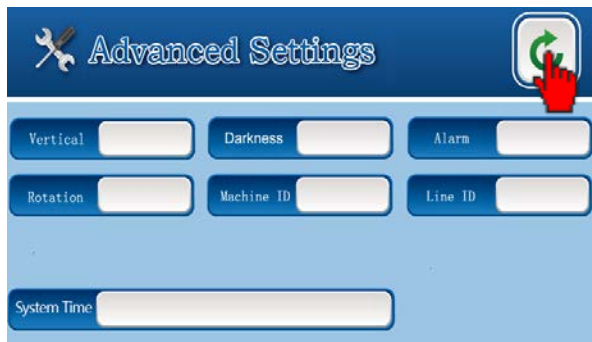 Advanced Settings
Vertical Darkness Alarm
Rotation Machine ID Line ID
System Time